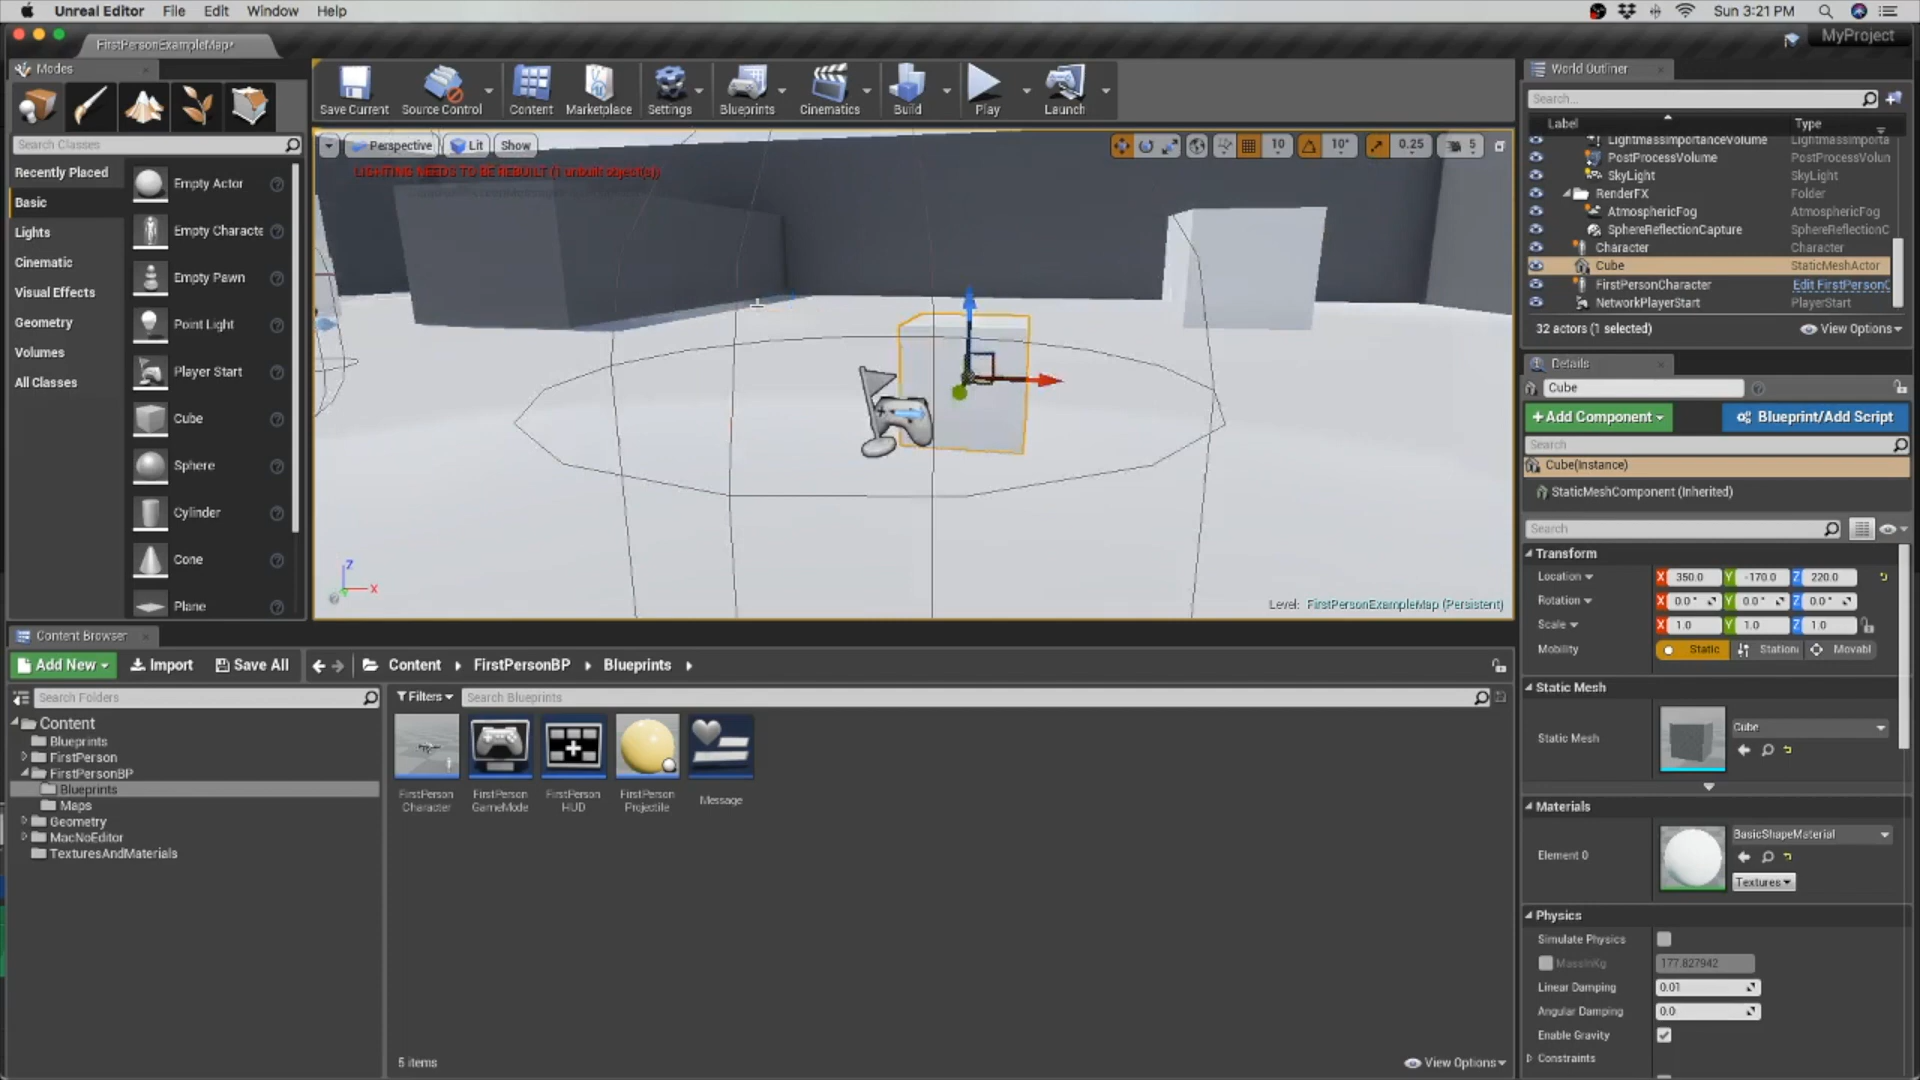 Unreal Editor File Edit Window Help
Sun 3:21 PM
FirstPersonExampleMap*
MyProject
Modes
Search Classes
Recently Placed
Basic
Lights
Cinematic
Visual Effects
Geometry
Volumes
All Classes
Empty Actor
Empty Characte
Empty Pawn
Point Light
Player Start
Cube
Sphere
Cylinder
Cone
Plane
Save Current
Source Control
Content
Marketplace
Settings
Blueprints
Cinematics
Build
Play
Launch
Perspective
Lit
Show
10
10°
0.25
5
LIGHTING NEEDS TO BE REBUILT (1 unbuilt object(s))
Z
X
Level: FirstPersonExampleMap (Persistent)
World Outliner
Search...
Label
Type
LightmassImportanceVolume LightmassImporta
PostProcessVolume PostProcessVolun
SkyLight SkyLight
RenderFX Folder
AtmosphericFog AtmosphericFog
SphereReflectionCapture SphereReflectionC
Character Character
Cube StaticMeshActor
FirstPersonCharacter Edit FirstPersonC
NetworkPlayerStart PlayerStart
32 actors (1 selected)
View Options
Details
Cube
+Add Component
Blueprint/Add Script
Search
Cube(Instance)
StaticMeshComponent (Inherited)
Search
Transform
Location X 350.0 Y -170.0 Z 220.0
Rotation X 0.0° Y 0.0° Z 0.0°
Scale X 1.0 Y 1.0 Z 1.0
Mobility Static Station Movabl
Static Mesh
Static Mesh
Cube
Materials
Element 0
BasicShapeMaterial
Textures
Physics
Simulate Physics
MassInKg 177.827942
Linear Damping 0.01
Angular Damping 0.0
Enable Gravity
Constraints
Content Browser
Add New
Import
Save All
Content
FirstPersonBP
Blueprints
Search Folders
Content
Blueprints
FirstPerson
FirstPersonBP
Blueprints
Maps
Geometry
MacNoEditor
TexturesAndMaterials
Filters
Search Blueprints
FirstPerson
Character
FirstPerson
GameMode
FirstPerson
HUD
FirstPerson
Projectile
Message
5 items
View Options